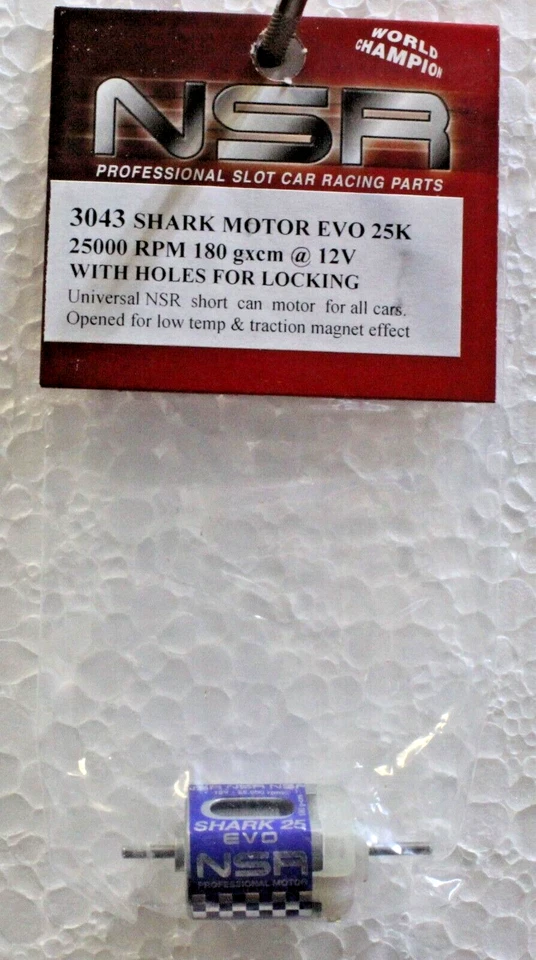 WORLD
CHAMPION
NSR
PROFESSIONAL SLOT CAR RACING PARTS
3043 SHARK MOTOR EVO 25K
25000 RPM 180 gxcm @ 12V
WITH HOLES FOR LOCKING
Universal NSR short can motor for all cars.
Opened for low temp & traction magnet effect
NSR NSR
SHARK 25
EVO
NSR
PROFESSIONAL MOTOR